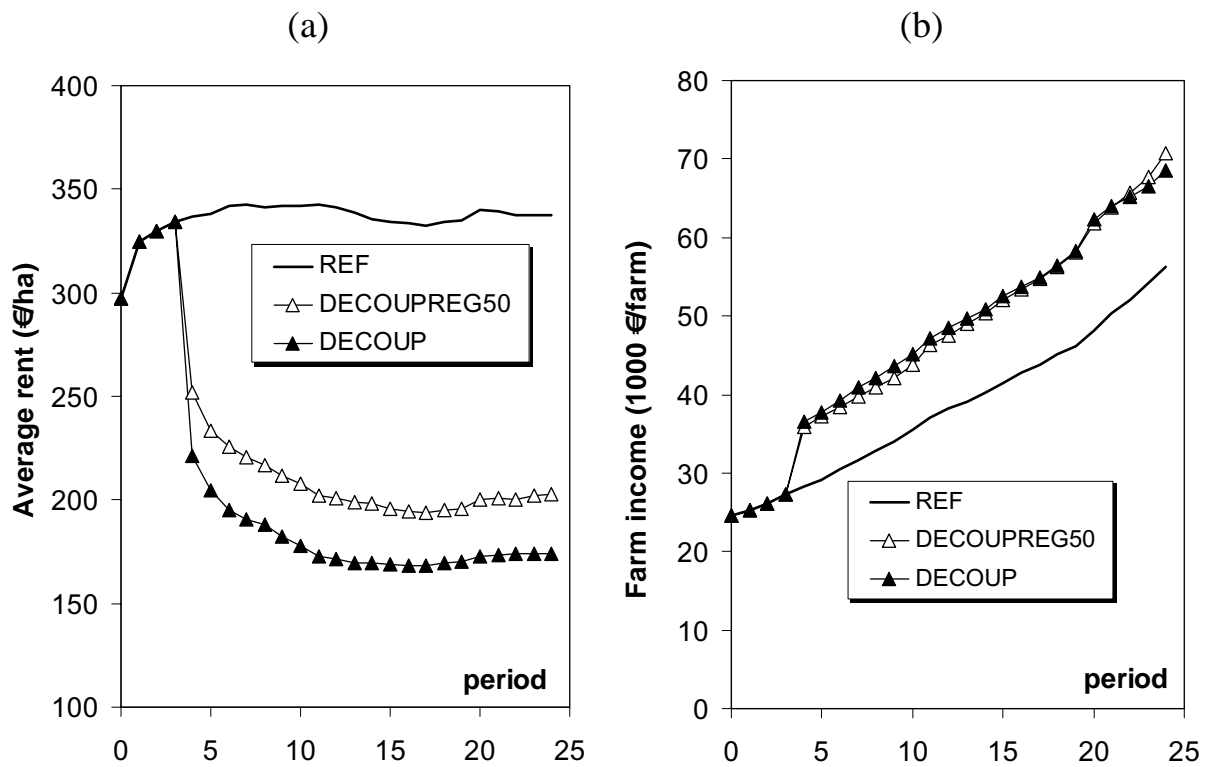 (a)
400
350
300
250
200
150
100
Average rent (€/ha)
REF
DECOUPREG50
DECOUP
period
0 5 10 15 20 25
(b)
80
70
60
50
40
30
20
10
0
Farm income (1000 €/farm)
REF
DECOUPREG50
DECOUP
period
0 5 10 15 20 25